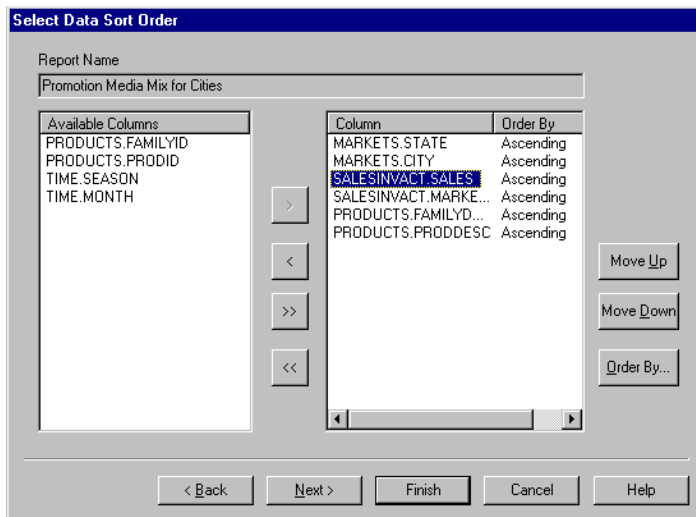 Select Data Sort Order
Report Name
Promotion Media Mix for Cities
Available Columns
PRODUCTS.FAMILYID
PRODUCTS.PRODID
TIME.SEASON
TIME.MONTH
>
<
>>
<<
Column Order By
MARKETS.STATE Ascending
MARKETS.CITY Ascending
SALESINVACT.SALES Ascending
SALESINVACT.MARKE... Ascending
PRODUCTS.FAMILYD... Ascending
PRODUCTS.PRODDESC Ascending
Move Up
Move Down
Order By...
< Back Next > Finish Cancel Help